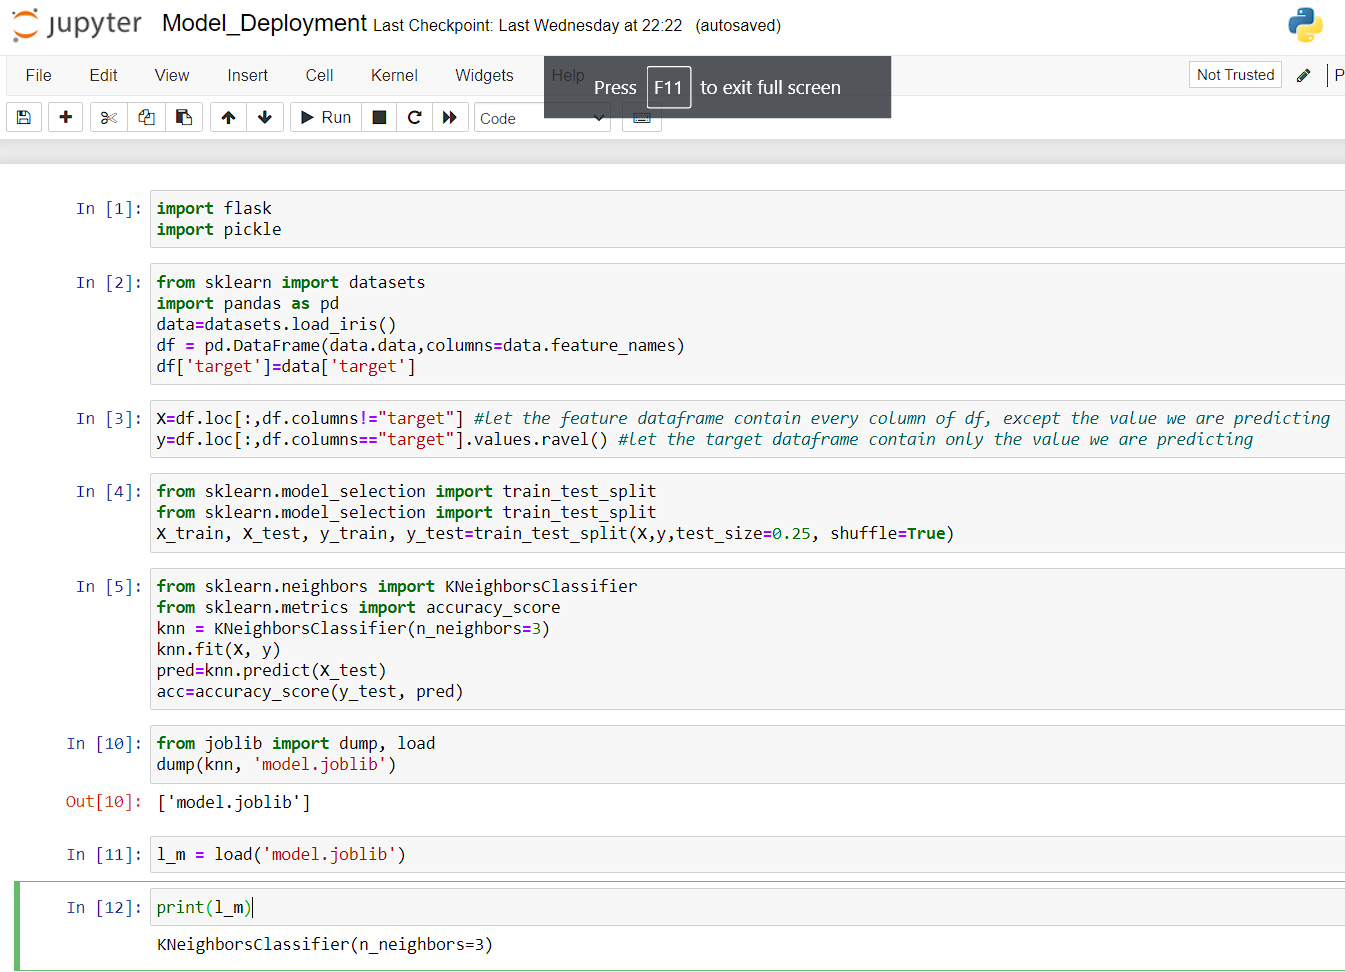 jupyter Model_Deployment Last Checkpoint: Last Wednesday at 22:22 (autosaved)
File Edit View Insert Cell Kernel Widgets Help Not Trusted P
Press F11 to exit full screen
Run Code
In [1]: import flask
import pickle
In [2]: from sklearn import datasets
import pandas as pd
data=datasets.load_iris()
df = pd.DataFrame(data.data,columns=data.feature_names)
df['target']=data['target']
In [3]: X=df.loc[:,df.columns!="target"] #let the feature dataframe contain every column of df, except the value we are predicting
y=df.loc[:,df.columns=="target"].values.ravel() #let the target dataframe contain only the value we are predicting
In [4]: from sklearn.model_selection import train_test_split
from sklearn.model_selection import train_test_split
X_train, X_test, y_train, y_test=train_test_split(X,y,test_size=0.25, shuffle=True)
In [5]: from sklearn.neighbors import KNeighborsClassifier
from sklearn.metrics import accuracy_score
knn = KNeighborsClassifier(n_neighbors=3)
knn.fit(X, y)
pred=knn.predict(X_test)
acc=accuracy_score(y_test, pred)
In [10]: from joblib import dump, load
dump(knn, 'model.joblib')
Out[10]: ['model.joblib']
In [11]: l_m = load('model.joblib')
In [12]: print(l_m)
KNeighborsClassifier(n_neighbors=3)